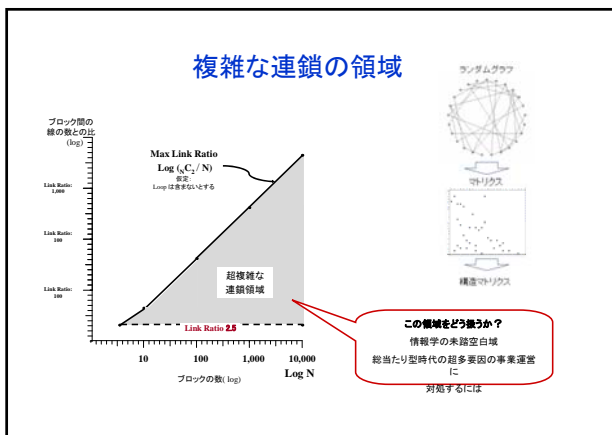 複雑な連鎖の領域
ランダムグラフ
ブロック間の
線の数との比
(log)
Max Link Ratio
Log (NC2 / N)
仮定:
Loop は含まないとする
マトリクス
Link Ratio:
1,000
Link Ratio:
100
超複雑な
連鎖領域
構造マトリクス
Link Ratio:
100
この領域をどう扱うか？
情報学の未踏空白域
総当たり型時代の超多要因の事業運営
に
対処するには
Link Ratio 2.5
10
100
1,000
10,000
ブロックの数( log)
Log N